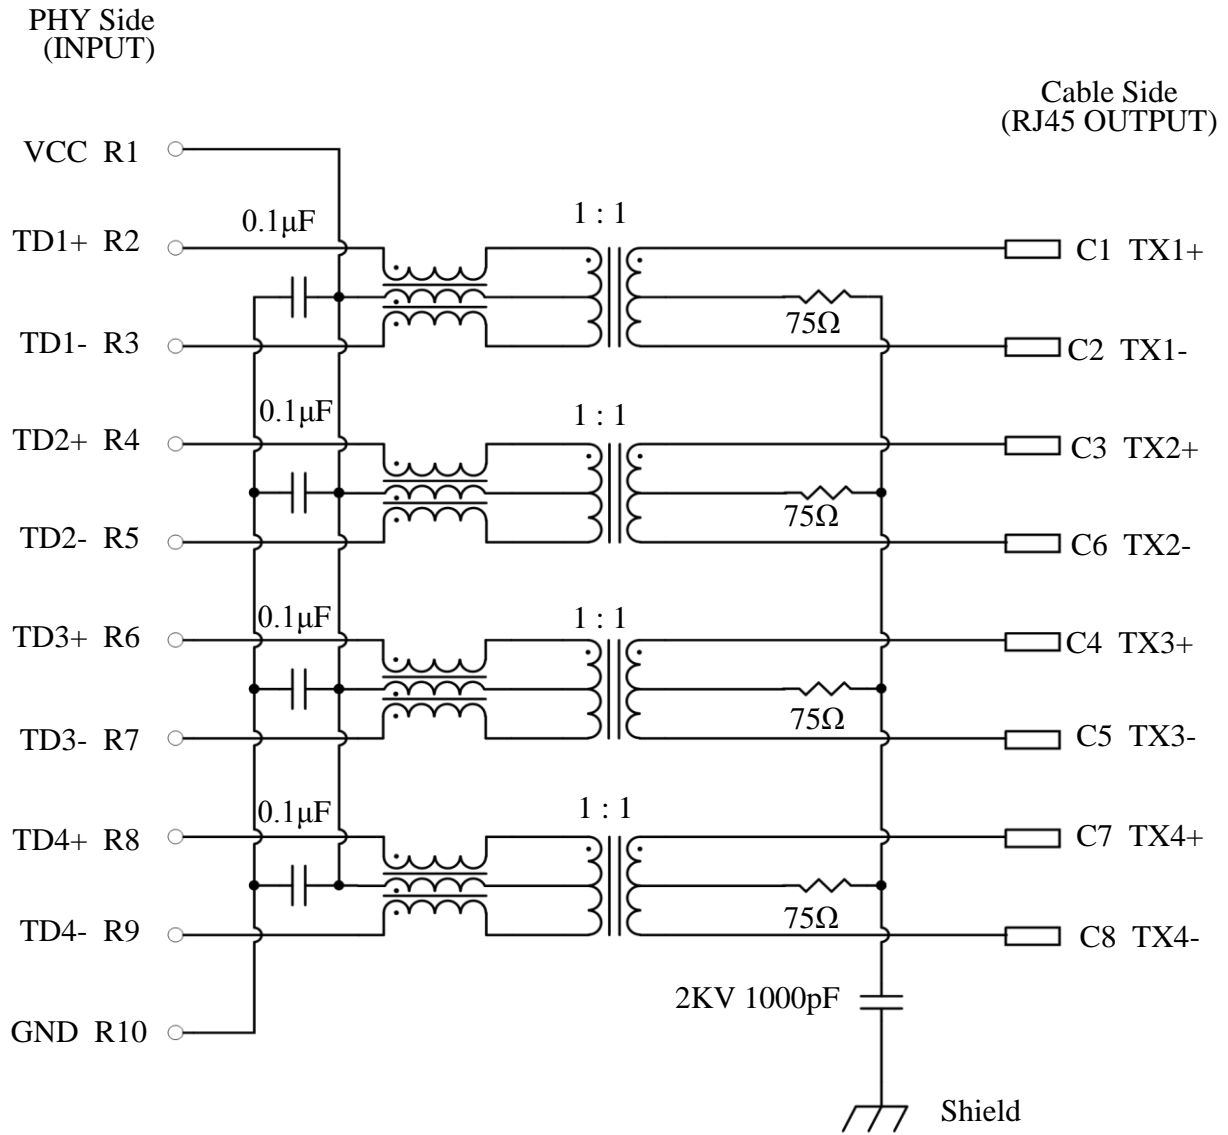 PHY Side
(INPUT)
Cable Side
(RJ45 OUTPUT)
VCC R1
0.1μF
1 : 1
TD1+ R2
C1 TX1+
75Ω
TD1- R3
C2 TX1-
0.1μF
1 : 1
TD2+ R4
C3 TX2+
75Ω
TD2- R5
C6 TX2-
0.1μF
1 : 1
TD3+ R6
C4 TX3+
75Ω
TD3- R7
C5 TX3-
0.1μF
1 : 1
TD4+ R8
C7 TX4+
75Ω
TD4- R9
C8 TX4-
2KV 1000pF
GND R10
Shield